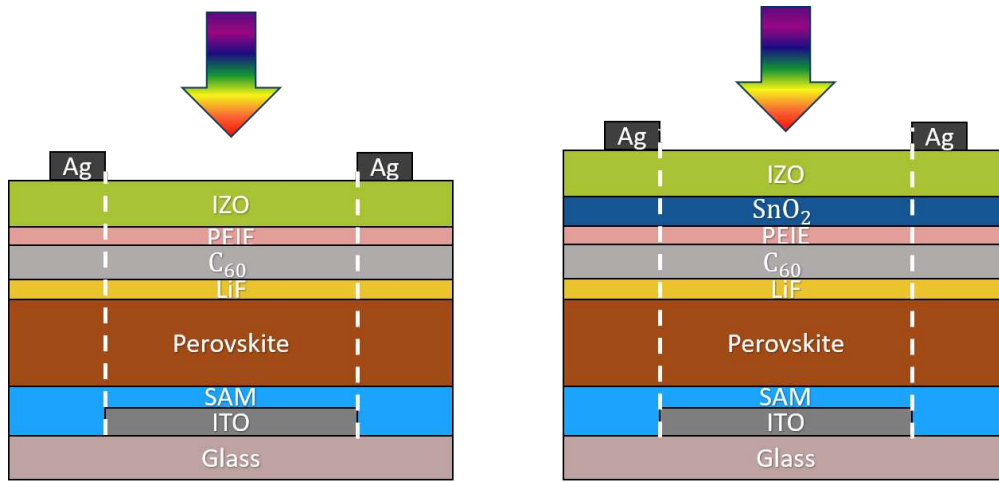 Ag Ag
IZO
PEIE
C₆₀
LiF
Perovskite
SAM
ITO
Glass
Ag Ag
IZO
SnO₂
PEIE
C₆₀
LiF
Perovskite
SAM
ITO
Glass